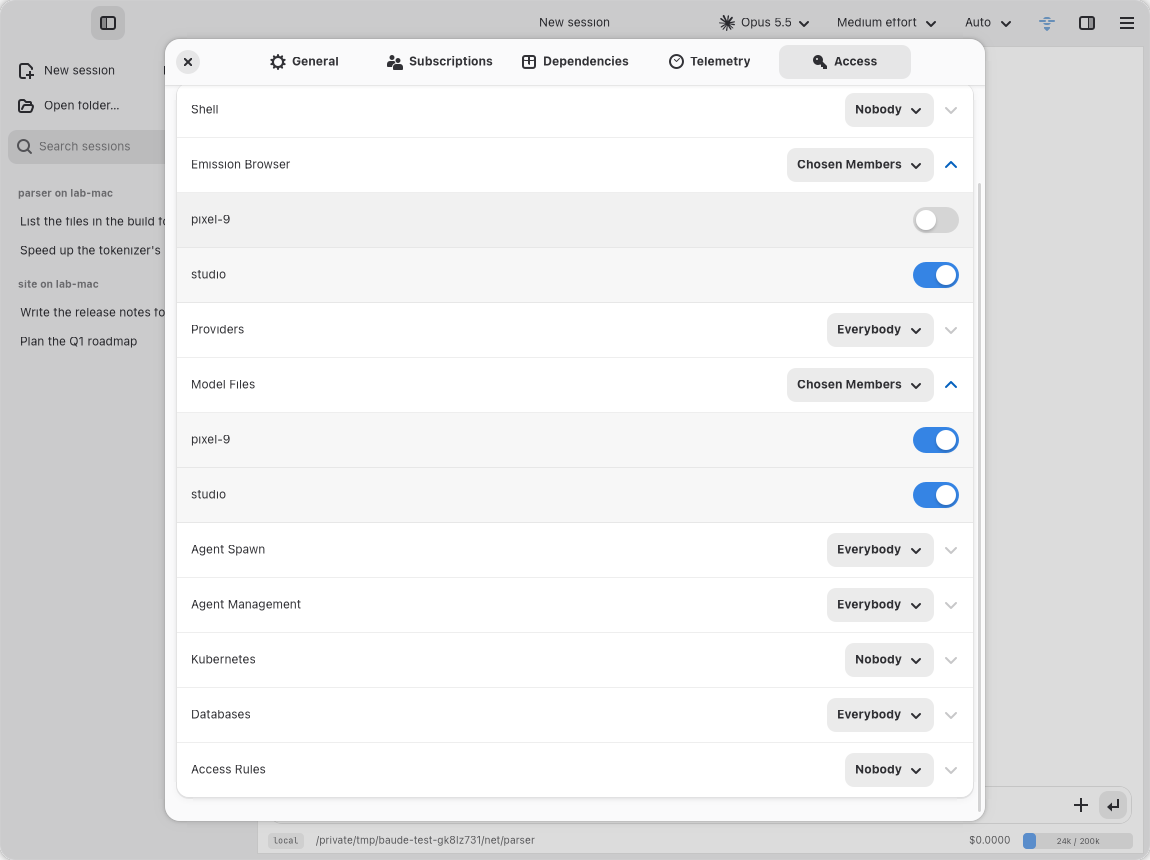 New session
Opus 5.5
Medium effort
Auto
New session
Open folder...
Search sessions
parser on lab-mac
List the files in the build fo
Speed up the tokenizer's
site on lab-mac
Write the release notes fo
Plan the Q1 roadmap
General
Subscriptions
Dependencies
Telemetry
Access
Shell
Nobody
Emission Browser
Chosen Members
pixel-9
studio
Providers
Everybody
Model Files
Chosen Members
pixel-9
studio
Agent Spawn
Everybody
Agent Management
Everybody
Kubernetes
Nobody
Databases
Everybody
Access Rules
Nobody
local
/private/tmp/baude-test-gk8lz731/net/parser
$0.0000
24k / 200k